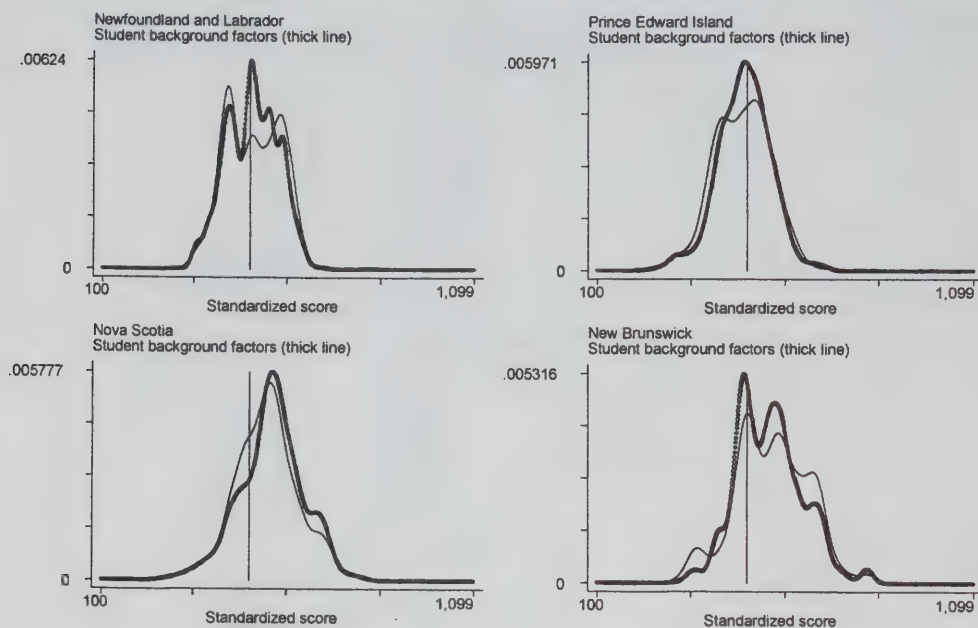 Newfoundland and Labrador
Student background factors (thick line)
.00624
0
100
1,099
Standardized score
Prince Edward Island
Student background factors (thick line)
.005971
0
100
1,099
Standardized score
Nova Scotia
Student background factors (thick line)
.005777
0
100
1,099
Standardized score
New Brunswick
Student background factors (thick line)
.005316
0
100
1,099
Standardized score